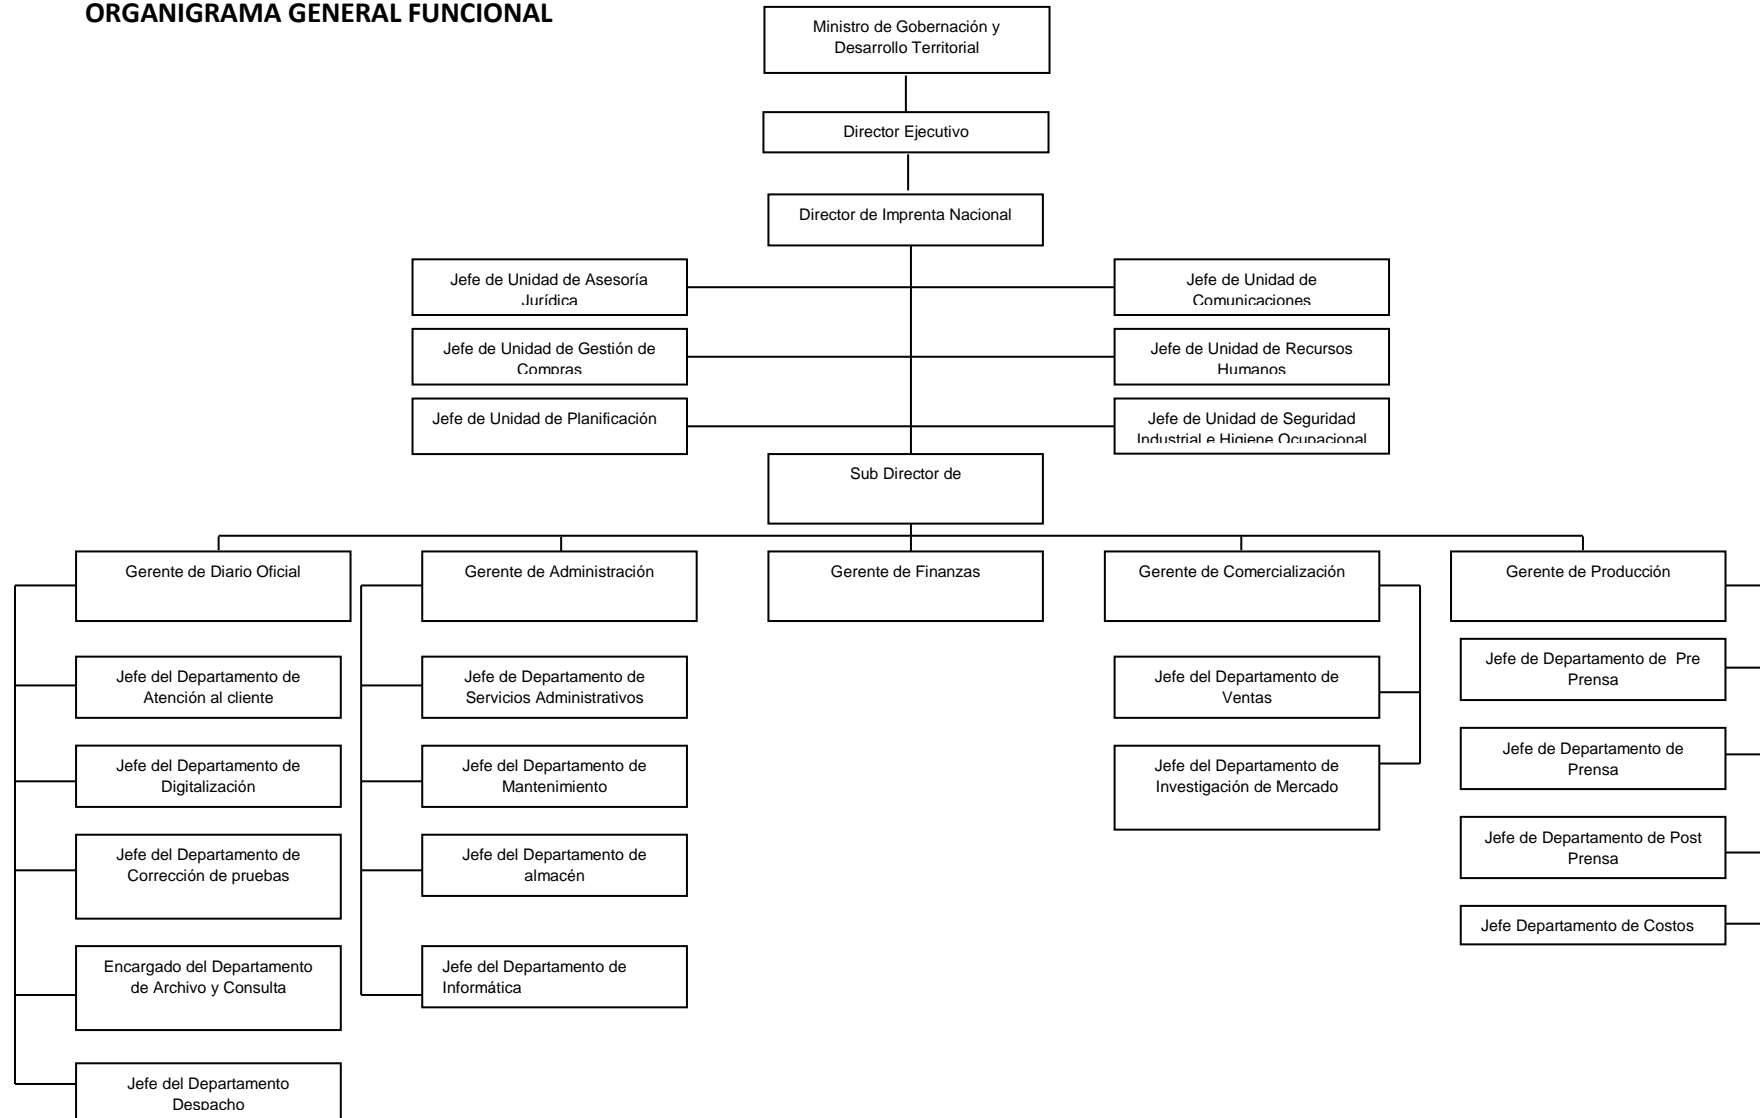 ORGANIGRAMA GENERAL FUNCIONAL
Ministro de Gobernación y
Desarrollo Territorial
Director Ejecutivo
Director de Imprenta Nacional
Jefe de Unidad de Asesoría
Jurídica
Jefe de Unidad de
Comunicaciones
Jefe de Unidad de Gestión de
Compras
Jefe de Unidad de Recursos
Humanos
Jefe de Unidad de Planificación
Jefe de Unidad de Seguridad
Industrial e Higiene Ocupacional
Sub Director de
Gerente de Diario Oficial
Gerente de Administración
Gerente de Finanzas
Gerente de Comercialización
Gerente de Producción
Jefe del Departamento de
Atención al cliente
Jefe del Departamento de
Digitalización
Jefe del Departamento de
Corrección de pruebas
Encargado del Departamento
de Archivo y Consulta
Jefe del Departamento
Despacho
Jefe de Departamento de
Servicios Administrativos
Jefe del Departamento de
Mantenimiento
Jefe del Departamento de
almacén
Jefe del Departamento de
Informática
Jefe del Departamento de
Ventas
Jefe del Departamento de
Investigación de Mercado
Jefe de Departamento de  Pre
Prensa
Jefe de Departamento de
Prensa
Jefe de Departamento de Post
Prensa
Jefe Departamento de Costos